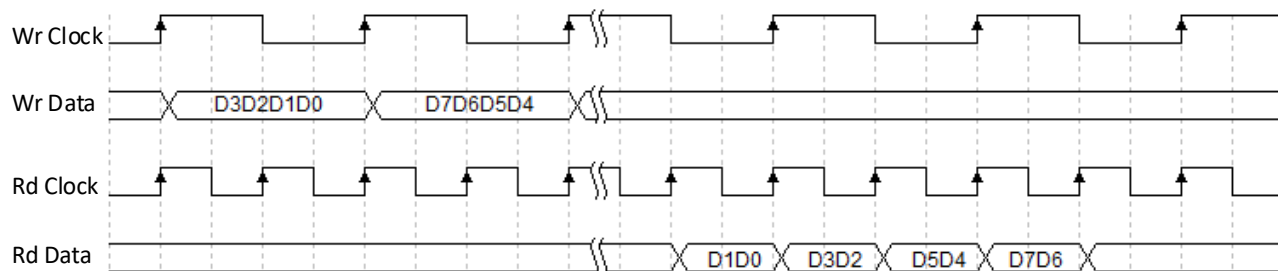 Wr Clock
Wr Data D3D2D1D0 D7D6D5D4
Rd Clock
Rd Data D1D0 D3D2 D5D4 D7D6